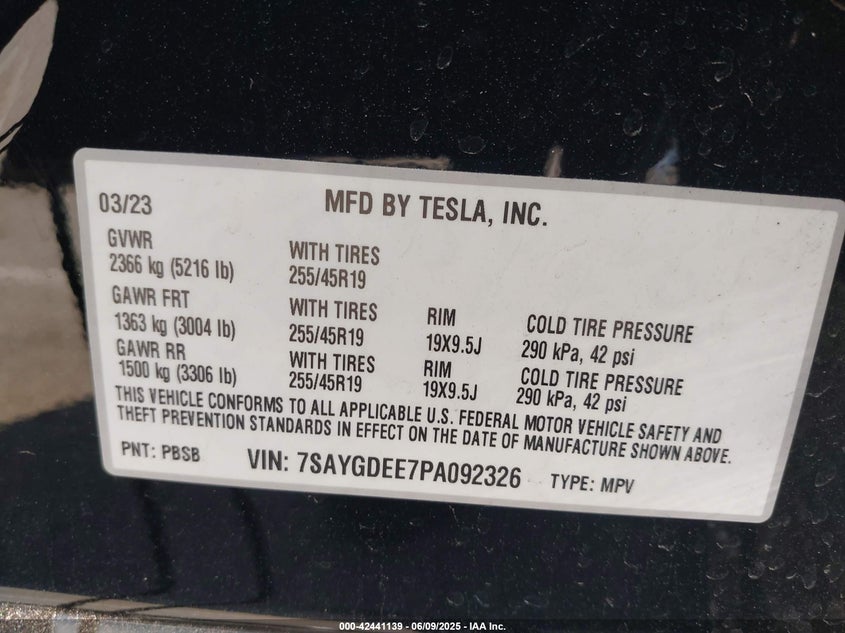 03/23 MFD BY TESLA, INC.
GVWR
2366 kg (5216 lb) WITH TIRES
255/45R19
GAWR FRT
1363 kg (3004 lb) WITH TIRES
255/45R19 RIM
19X9.5J COLD TIRE PRESSURE
290 kPa, 42 psi
GAWR RR
1500 kg (3306 lb) WITH TIRES
255/45R19 RIM
19X9.5J COLD TIRE PRESSURE
290 kPa, 42 psi
THIS VEHICLE CONFORMS TO ALL APPLICABLE U.S. FEDERAL MOTOR VEHICLE SAFETY AND
THEFT PREVENTION STANDARDS IN EFFECT ON THE DATE OF MANUFACTURE SHOWN ABOVE.
PNT: PBSB VIN: 7SAYGDEE7PA092326 TYPE: MPV
000-42441139 - 06/09/2025 - IAA Inc.